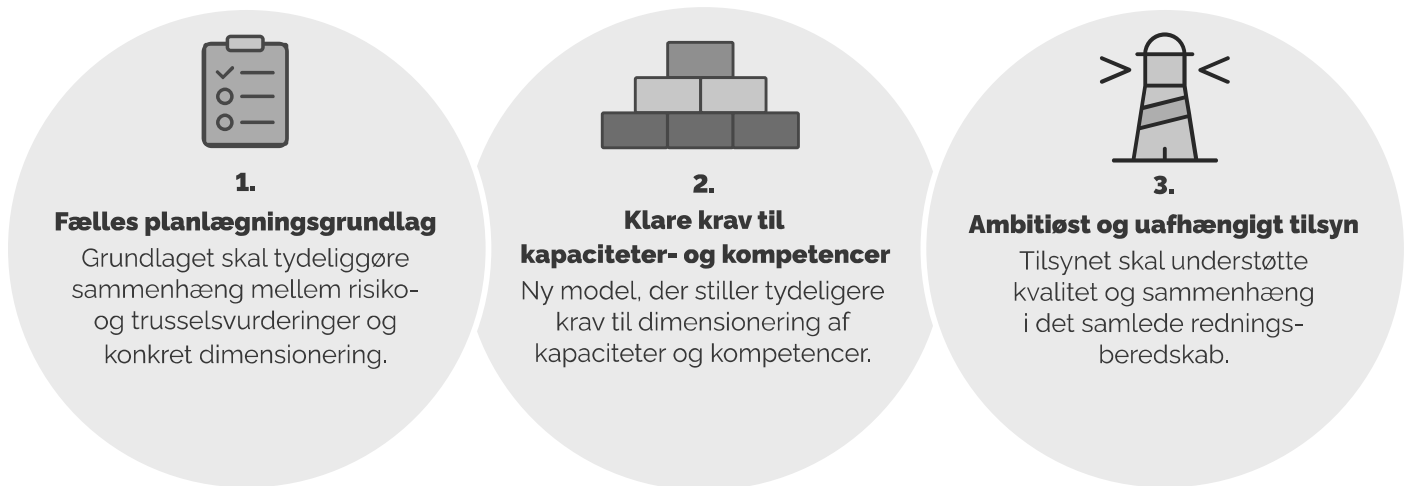 1.
Fælles planlægningsgrundlag
Grundlaget skal tydeliggøre
sammenhæng mellem risiko-
og trusselsvurderinger og
konkret dimensionering.
2.
Klare krav til
kapaciteter- og kompetencer
Ny model, der stiller tydeligere
krav til dimensionering af
kapaciteter og kompetencer.
3.
Ambitiøst og uafhængigt tilsyn
Tilsynet skal understøtte
kvalitet og sammenhæng
i det samlede rednings-
beredskab.